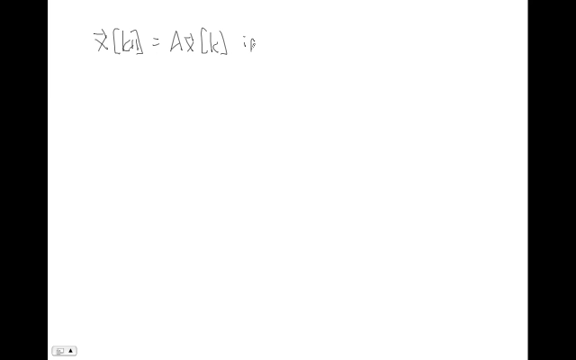 x⃗[k+1] = Ax⃗[k]